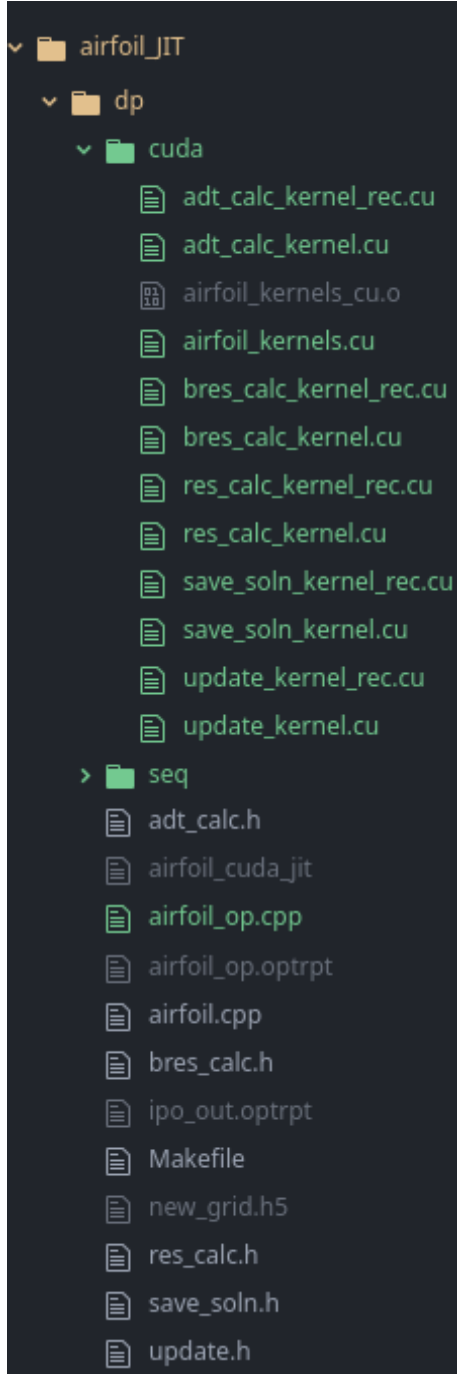 airfoil_JIT
dp
cuda
adt_calc_kernel_rec.cu
adt_calc_kernel.cu
airfoil_kernels_cu.o
airfoil_kernels.cu
bres_calc_kernel_rec.cu
bres_calc_kernel.cu
res_calc_kernel_rec.cu
res_calc_kernel.cu
save_soln_kernel_rec.cu
save_soln_kernel.cu
update_kernel_rec.cu
update_kernel.cu
seq
adt_calc.h
airfoil_cuda_jit
airfoil_op.cpp
airfoil_op.optrpt
airfoil.cpp
bres_calc.h
ipo_out.optrpt
Makefile
new_grid.h5
res_calc.h
save_soln.h
update.h